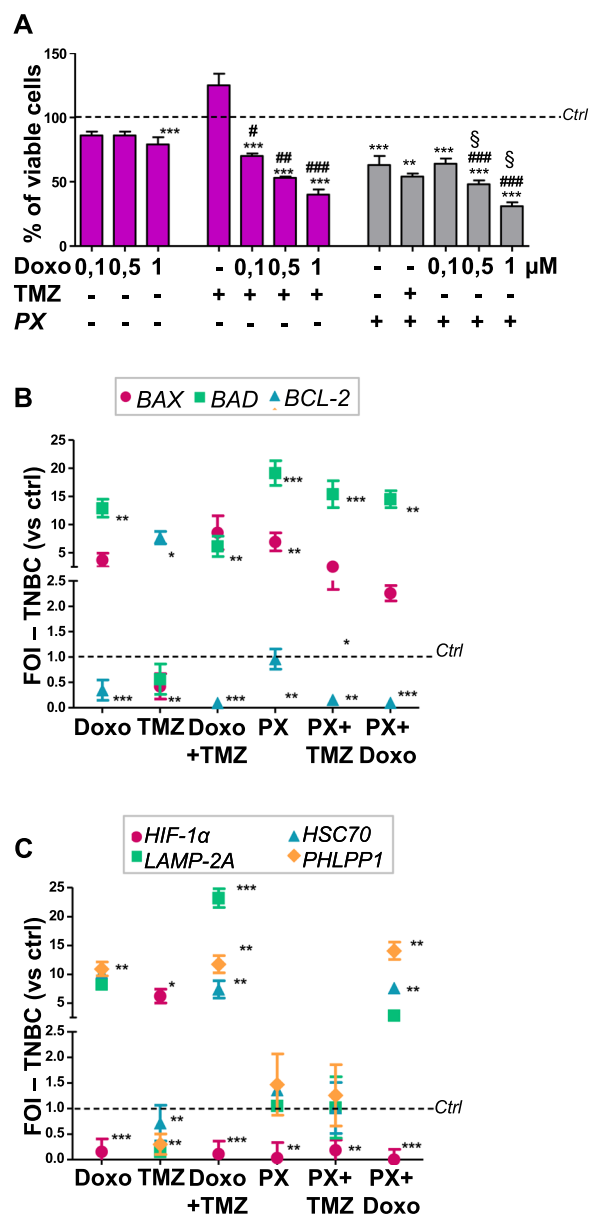 A
% of viable cells
150
100
50
0
Ctrl
***
#
***
##
***
###
***
***
**
***
§
###
***
§
###
***
Doxo 0,1 0,5 1 - 0,1 0,5 1 - - 0,1 0,5 1 µM
TMZ - - - + + + + - + - - -
PX - - - - - - - + + + + +
B
BAX BAD BCL-2
FOI – TNBC (vs ctrl)
25
20
15
10
5
2.5
2.0
1.5
1.0
0.5
0.0
Ctrl
** *** *** **
* ** **
*
*** ** *** ** ** ***
Doxo TMZ Doxo PX PX+ PX+
+TMZ TMZ Doxo
C
HIF-1α HSC70
LAMP-2A PHLPP1
FOI – TNBC (vs ctrl)
25
20
15
10
5
2.5
2.0
1.5
1.0
0.5
0.0
Ctrl
***
** ** **
* ** **
**
*** ** *** ** ** ***
Doxo TMZ Doxo PX PX+ PX+
+TMZ TMZ Doxo